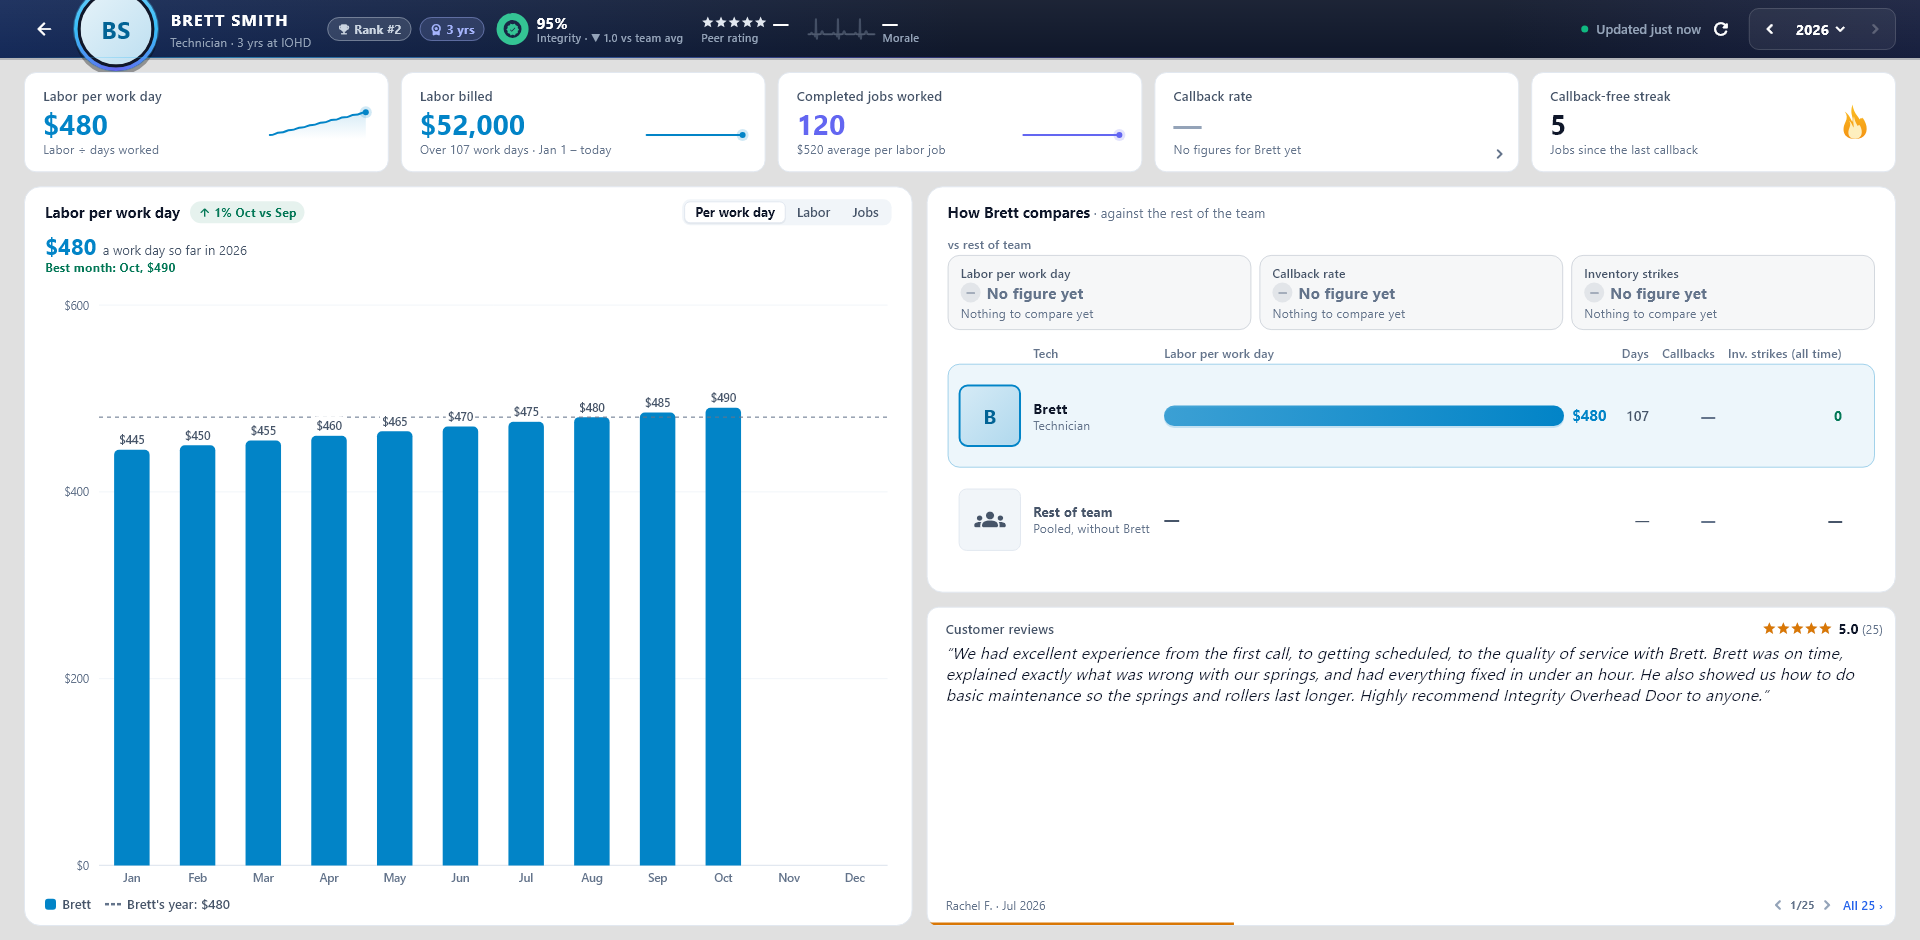 BS
BRETT SMITH
Technician · 3 yrs at IOHD
Rank #2
3 yrs
95%
Integrity · ▼ 1.0 vs team avg
★★★★★ —
Peer rating
—
Morale
Updated just now
2026
Labor per work day
$480
Labor ÷ days worked
Labor billed
$52,000
Over 107 work days · Jan 1 – today
Completed jobs worked
120
$520 average per labor job
Callback rate
—
No figures for Brett yet
Callback-free streak
5
Jobs since the last callback
Labor per work day
↑ 1% Oct vs Sep
Per work day
Labor
Jobs
$480 a work day so far in 2026
Best month: Oct, $490
$600
$400
$200
$0
$445
$450
$455
$460
$465
$470
$475
$480
$485
$490
Jan
Feb
Mar
Apr
May
Jun
Jul
Aug
Sep
Oct
Nov
Dec
Brett
Brett's year: $480
How Brett compares · against the rest of the team
vs rest of team
Labor per work day
– No figure yet
Nothing to compare yet
Callback rate
– No figure yet
Nothing to compare yet
Inventory strikes
– No figure yet
Nothing to compare yet
Tech
Labor per work day
Days
Callbacks
Inv. strikes (all time)
B
Brett
Technician
$480
107
—
0
Rest of team
Pooled, without Brett
—
—
—
—
Customer reviews
★★★★★ 5.0 (25)
“We had excellent experience from the first call, to getting scheduled, to the quality of service with Brett. Brett was on time,
explained exactly what was wrong with our springs, and had everything fixed in under an hour. He also showed us how to do
basic maintenance so the springs and rollers last longer. Highly recommend Integrity Overhead Door to anyone.”
Rachel F. · Jul 2026
1/25
All 25 ›